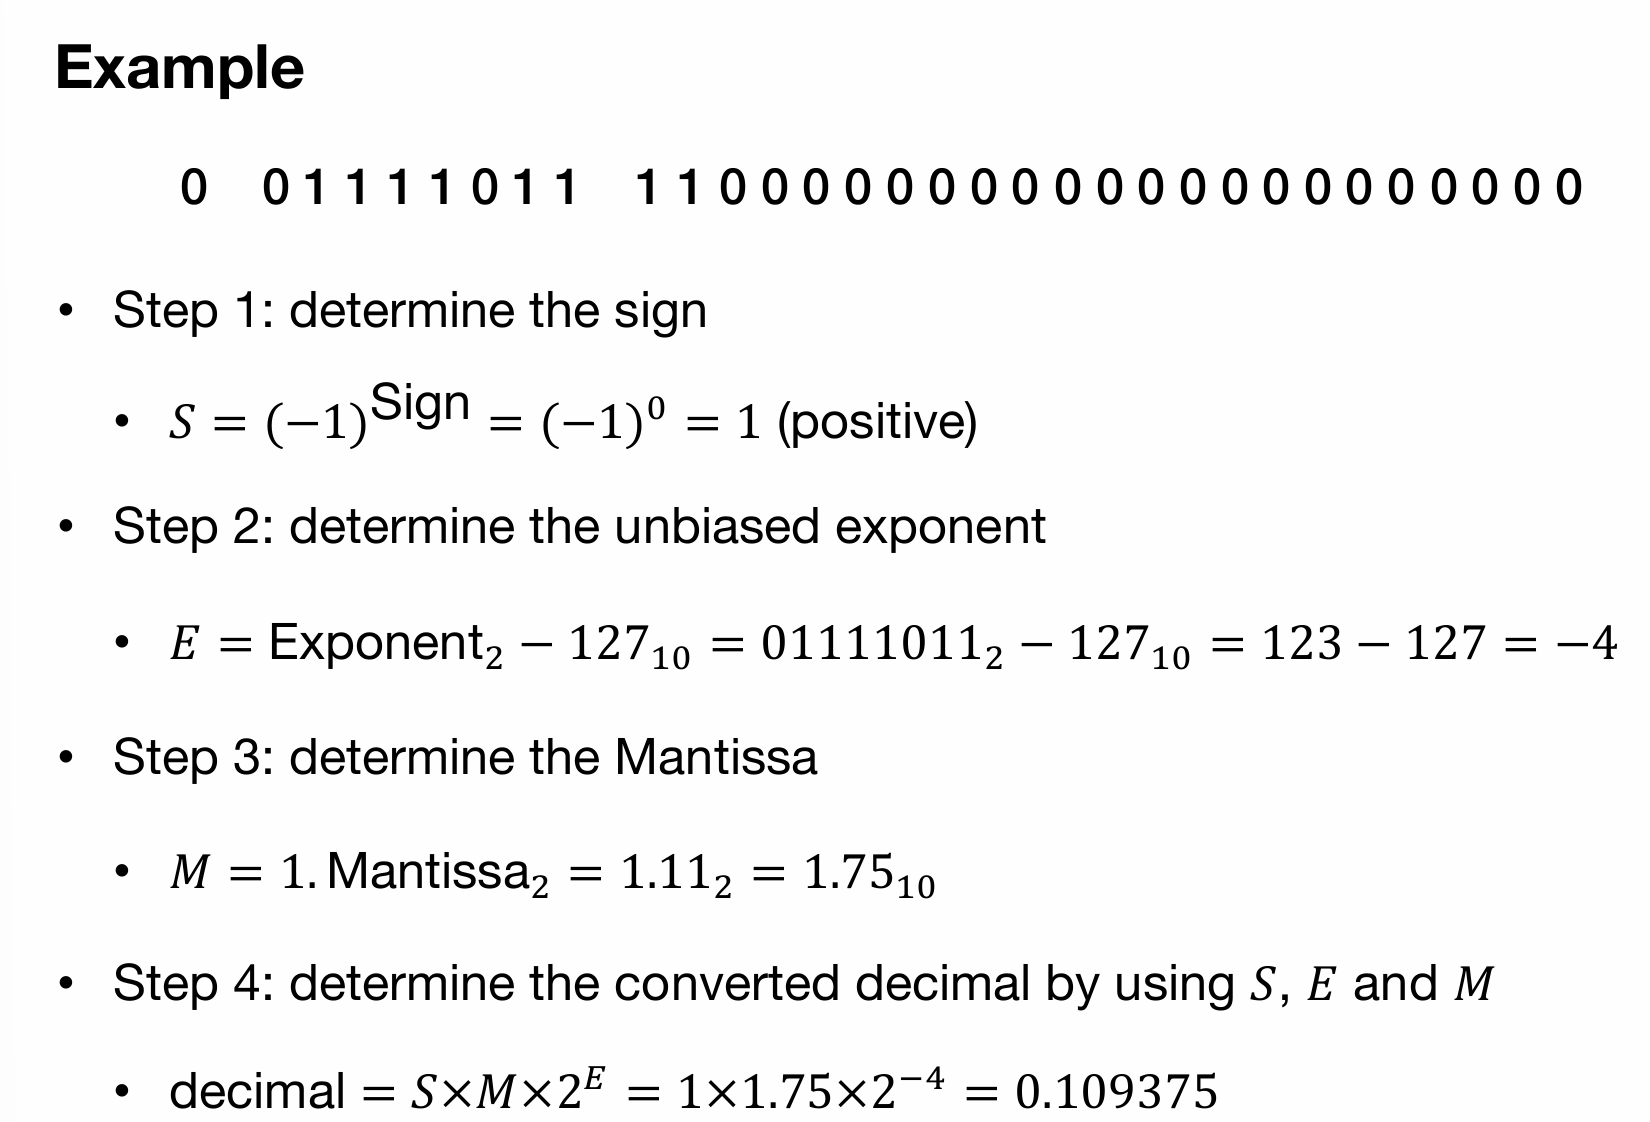 Example
0 0 1 1 1 1 0 1 1 1 1 0 0 0 0 0 0 0 0 0 0 0 0 0 0 0 0 0 0 0 0 0
• Step 1: determine the sign
• S = (−1)^Sign = (−1)^0 = 1 (positive)
• Step 2: determine the unbiased exponent
• E = Exponent₂ − 127₁₀ = 01111011₂ − 127₁₀ = 123 − 127 = −4
• Step 3: determine the Mantissa
• M = 1. Mantissa₂ = 1.11₂ = 1.75₁₀
• Step 4: determine the converted decimal by using S, E and M
• decimal = S×M×2^E = 1×1.75×2⁻⁴ = 0.109375